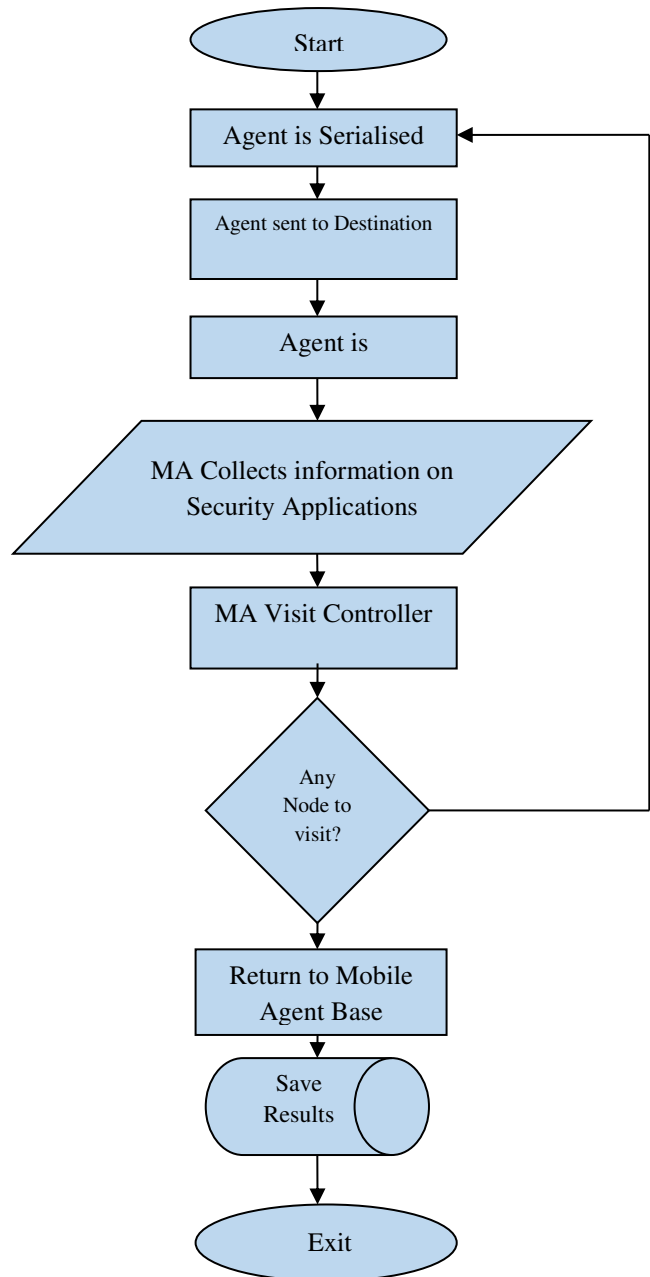 Start
Agent is Serialised
Agent sent to Destination
Agent is
MA Collects information on
Security Applications
MA Visit Controller
Any
Node to
visit?
Return to Mobile
Agent Base
Save
Results
Exit